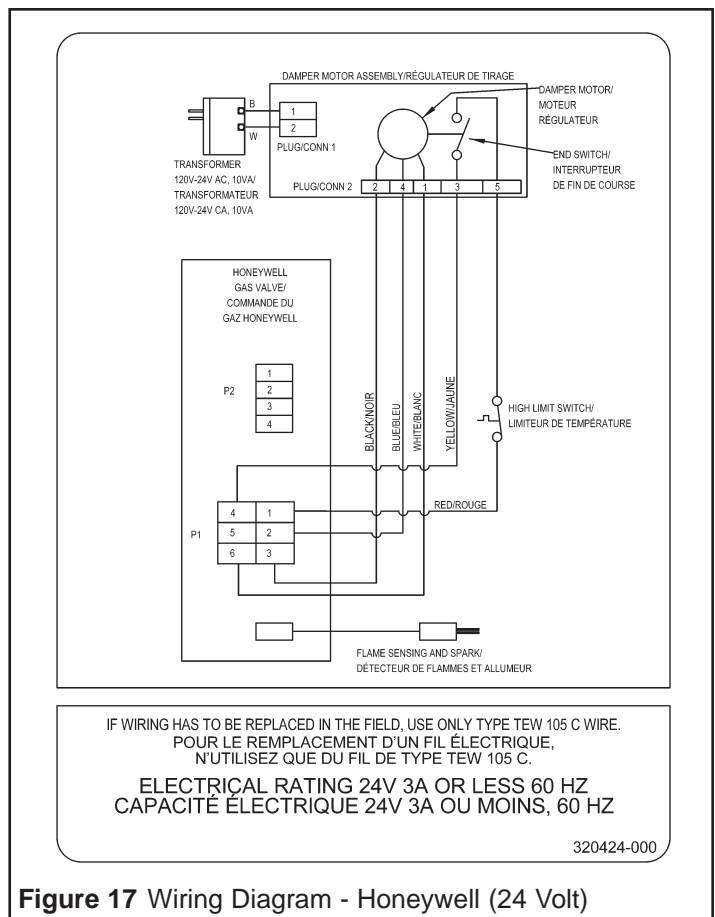 DAMPER MOTOR ASSEMBLY/RÉGULATEUR DE TIRAGE
B
1
2
W
PLUG/CONN 1
DAMPER MOTOR/
MOTEUR
RÉGULATEUR
END SWITCH/
INTERRUPTEUR
DE FIN DE COURSE
TRANSFORMER
120V-24V AC, 10VA/
TRANSFORMATEUR
120V-24V CA, 10VA
PLUG/CONN 2
2 4 1 3 5
HONEYWELL
GAS VALVE/
COMMANDE DU
GAZ HONEYWELL
P2
1
2
3
4
BLACK/NOIR
BLUE/BLEU
WHITE/BLANC
YELLOW/JAUNE
HIGH LIMIT SWITCH/
LIMITEUR DE TEMPÉRATURE
RED/ROUGE
P1
4 1
5 2
6 3
FLAME SENSING AND SPARK/
DÉTECTEUR DE FLAMMES ET ALLUMEUR
IF WIRING HAS TO BE REPLACED IN THE FIELD, USE ONLY TYPE TEW 105 C WIRE.
POUR LE REMPLACEMENT D'UN FIL ÉLECTRIQUE,
N'UTILISEZ QUE DU FIL DE TYPE TEW 105 C.
ELECTRICAL RATING 24V 3A OR LESS 60 HZ
CAPACITÉ ÉLECTRIQUE 24V 3A OU MOINS, 60 HZ
320424-000
Figure 17 Wiring Diagram - Honeywell (24 Volt)